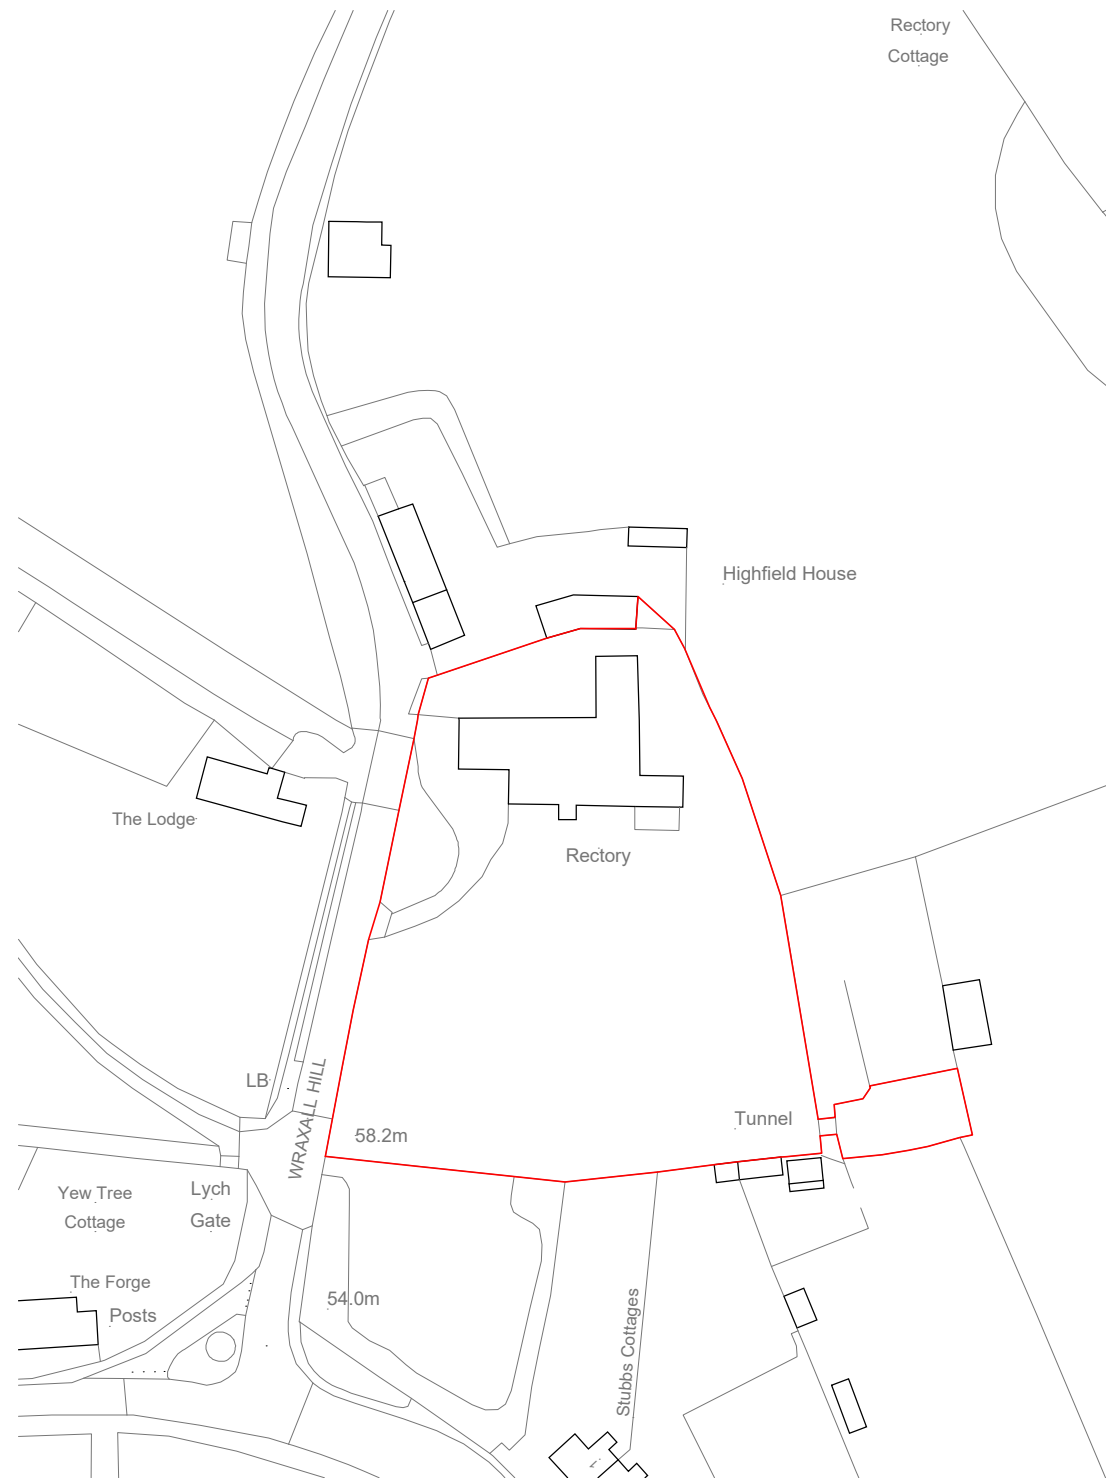 Rectory
Cottage
Highfield House
The Lodge
Rectory
LB
WRAXALL HILL
58.2m
Tunnel
Yew Tree
Cottage
Lych
Gate
The Forge
Posts
54.0m
Stubbs Cottages